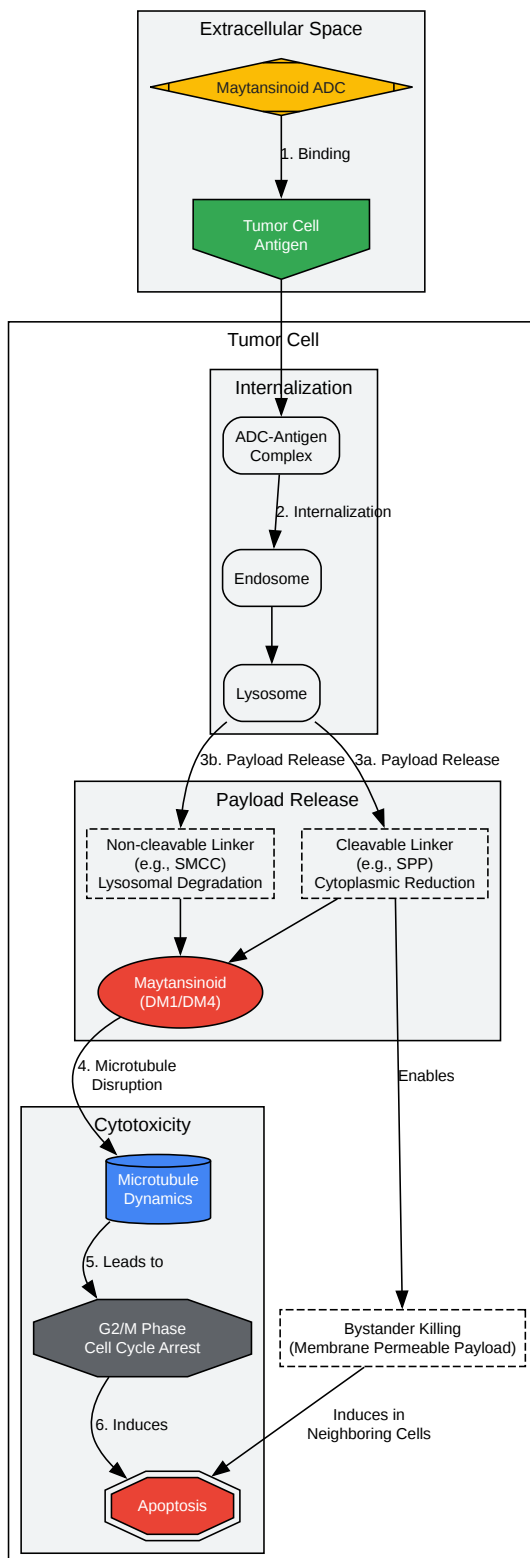 Extracellular Space
Maytansinoid ADC
1. Binding
Tumor Cell
Antigen
Tumor Cell
Internalization
ADC-Antigen
Complex
2. Internalization
Endosome
Lysosome
3b. Payload Release
3a. Payload Release
Payload Release
Non-cleavable Linker
(e.g., SMCC)
Lysosomal Degradation
Cleavable Linker
(e.g., SPP)
Cytoplasmic Reduction
Maytansinoid
(DM1/DM4)
4. Microtubule
Disruption
Enables
Cytotoxicity
Microtubule
Dynamics
5. Leads to
G2/M Phase
Cell Cycle Arrest
Bystander Killing
(Membrane Permeable Payload)
6. Induces
Induces in
Neighboring Cells
Apoptosis